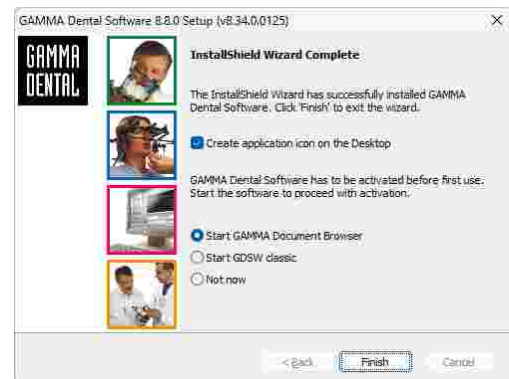 GAMMA Dental Software 8.8.0 Setup (v8.34.0.0125)
GAMMA
DENTAL
InstallShield Wizard Complete
The InstallShield Wizard has successfully installed GAMMA
Dental Software. Click 'Finish' to exit the wizard.
Create application icon on the Desktop
GAMMA Dental Software has to be activated before first use.
Start the software to proceed with activation.
Start GAMMA Document Browser
Start GDSW classic
Not now
< Back
Finish
Cancel